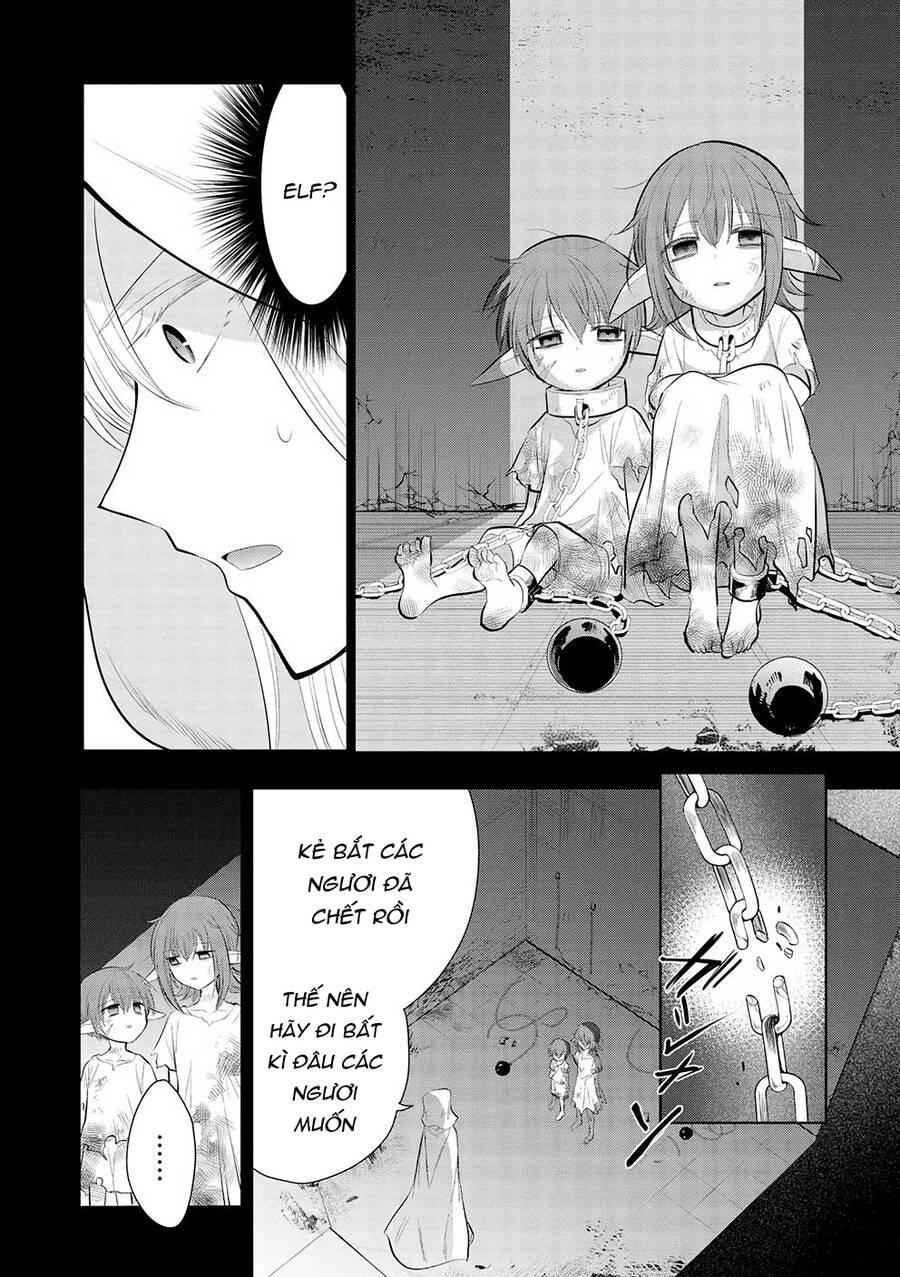 ELF?
KẺ BẮT CÁC
NGƯƠI ĐÃ
CHẾT RỒI
THẾ NÊN
HÃY ĐI BẤT
KÌ ĐÂU CÁC
NGƯƠI
MUỐN
......